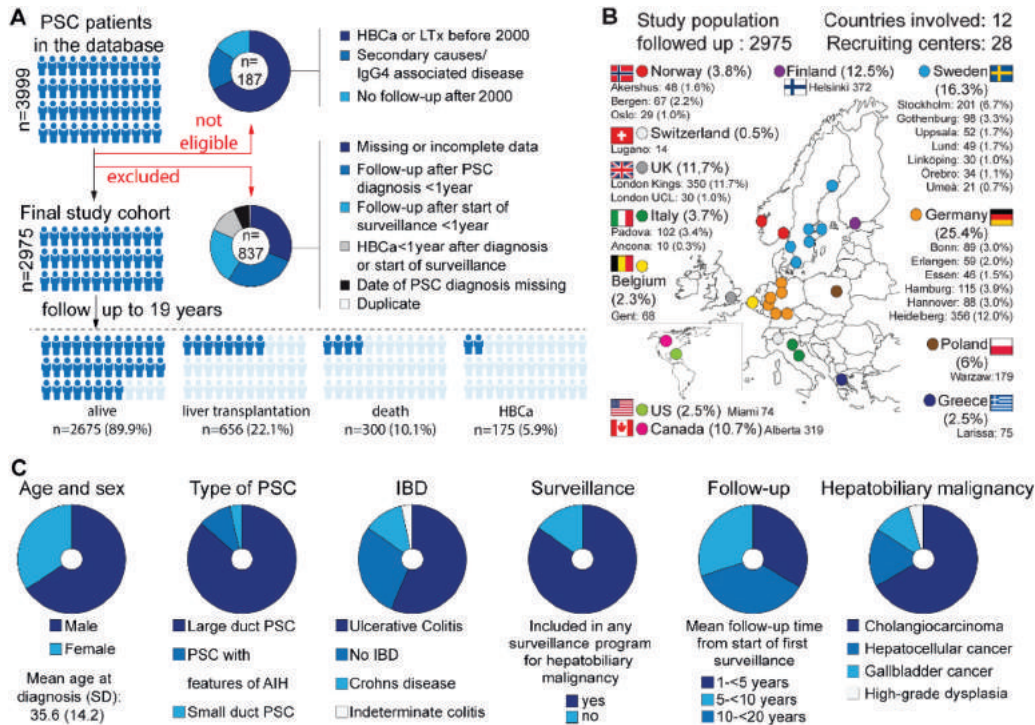 A
PSC patients
in the database
n=3999
n=
187
HBCa or LTx before 2000
Secondary causes/
IgG4 associated disease
No follow-up after 2000
not
eligible
excluded
Final study cohort
n=2975
n=
837
Missing or incomplete data
Follow-up after PSC
diagnosis <1year
Follow-up after start of
surveillance <1year
HBCa<1year after diagnosis
or start of surveillance
Date of PSC diagnosis missing
Duplicate
follow up to 19 years
alive
n=2675 (89.9%)
liver transplantation
n=656 (22.1%)
death
n=300 (10.1%)
HBCa
n=175 (5.9%)
B
Study population
followed up : 2975
Countries involved: 12
Recruiting centers: 28
Norway (3.8%)
Akershus: 48 (1.6%)
Bergen: 67 (2.2%)
Oslo: 29 (1.0%)
Finland (12.5%)
Helsinki 372
Sweden
(16.3%)
Stockholm: 201 (6.7%)
Gothenburg: 98 (3.3%)
Uppsala: 52 (1.7%)
Lund: 49 (1.7%)
Linköping: 30 (1.0%)
Örebro: 34 (1.1%)
Umeå: 21 (0.7%)
Switzerland (0.5%)
Lugano: 14
UK (11.7%)
London Kings: 350 (11.7%)
London UCL: 30 (1.0%)
Italy (3.7%)
Padova: 102 (3.4%)
Ancona: 10 (0.3%)
Belgium
(2.3%)
Gent: 68
Germany
(25.4%)
Bonn: 89 (3.0%)
Erlangen: 59 (2.0%)
Essen: 46 (1.5%)
Hamburg: 115 (3.9%)
Hannover: 88 (3.0%)
Heidelberg: 356 (12.0%)
Poland
(6%)
Warzaw:179
US (2.5%) Miami 74
Canada (10.7%) Alberta 319
Greece
(2.5%)
Larissa: 75
C
Age and sex
Male
Female
Mean age at
diagnosis (SD):
35.6 (14.2)
Type of PSC
Large duct PSC
PSC with
features of AIH
Small duct PSC
IBD
Ulcerative Colitis
No IBD
Crohns disease
Indeterminate colitis
Surveillance
Included in any
surveillance program
for hepatobiliary
malignancy
yes
no
Follow-up
Mean follow-up time
from start of first
surveillance
1-<5 years
5-<10 years
10-<20 years
Hepatobiliary malignancy
Cholangiocarcinoma
Hepatocellular cancer
Gallbladder cancer
High-grade dysplasia